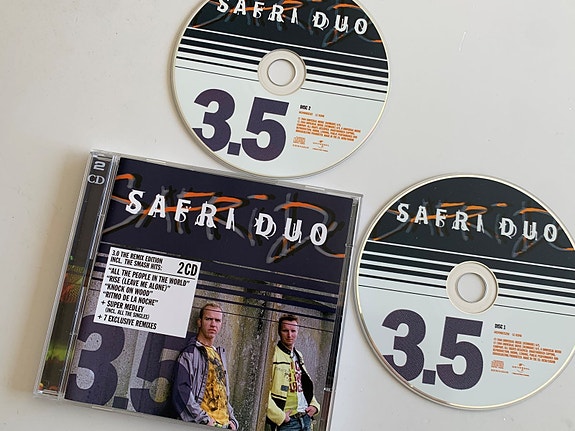 SAFRI DUO
3.5
DISC 2
2
CD
SAFRI DUO
3.0 THE REMIX EDITION
INCL. THE SMASH HITS:
2CD
"ALL THE PEOPLE IN THE WORLD"
"RISE (LEAVE ME ALONE)"
"KNOCK ON WOOD"
"RITMO DE LA NOCHE"
+ SUPER MEDLEY
(INCL. ALL THE SINGLES)
+ 7 EXCLUSIVE REMIXES
3.5
SAFRI DUO
3.5
DISC 1